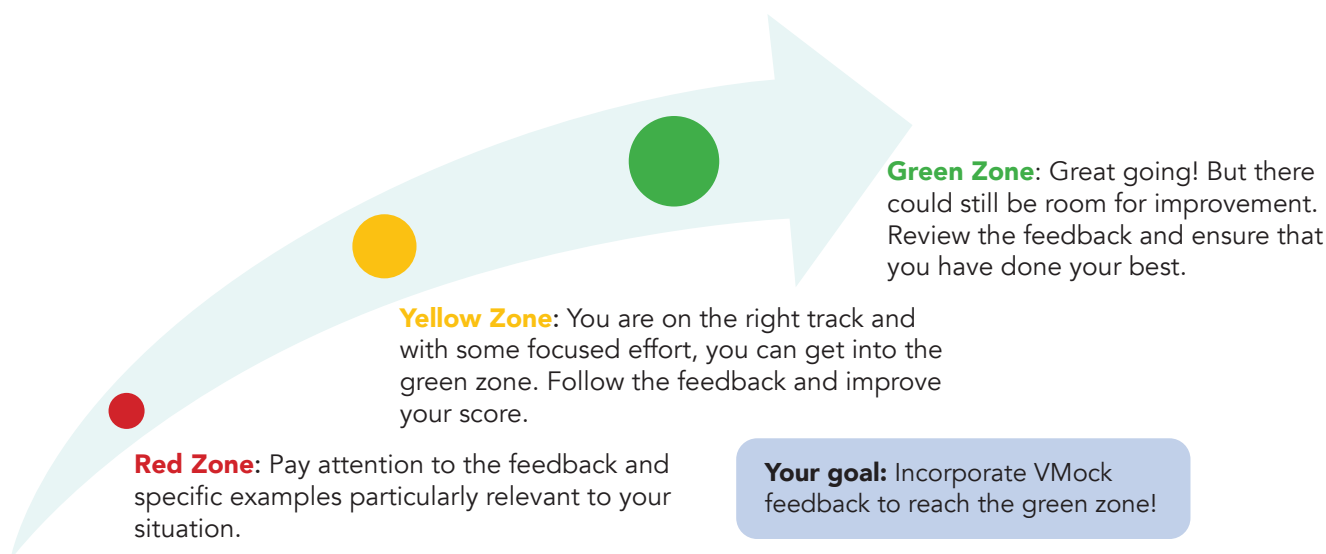 Green Zone: Great going! But there
could still be room for improvement.
Review the feedback and ensure that
you have done your best.
Yellow Zone: You are on the right track and
with some focused effort, you can get into the
green zone. Follow the feedback and improve
your score.
Red Zone: Pay attention to the feedback and
specific examples particularly relevant to your
situation.
Your goal: Incorporate VMock
feedback to reach the green zone!